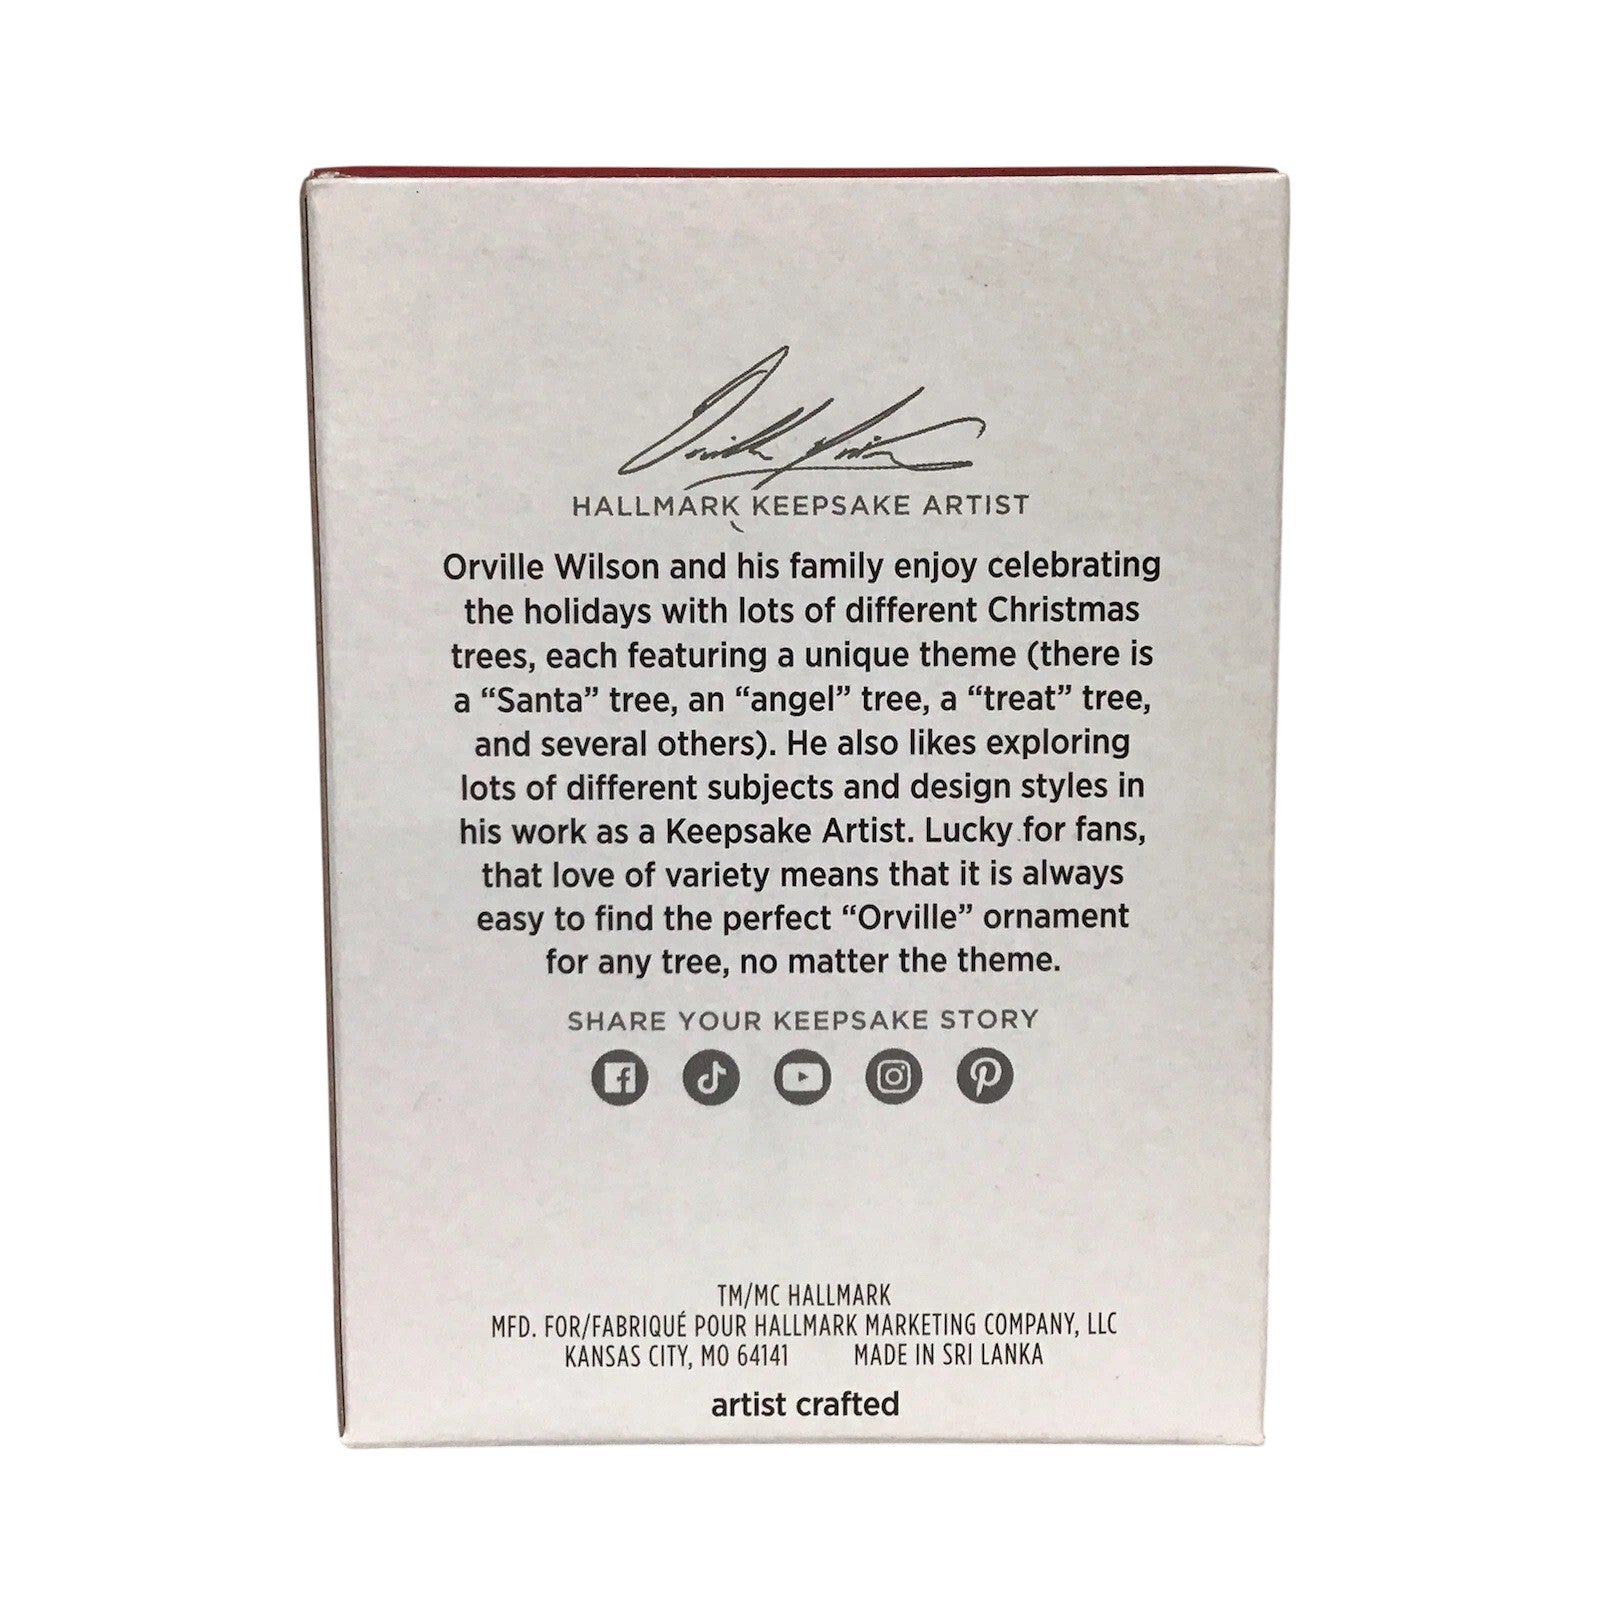 Orville Wilson
HALLMARK KEEPSAKE ARTIST
Orville Wilson and his family enjoy celebrating
the holidays with lots of different Christmas
trees, each featuring a unique theme (there is
a “Santa” tree, an “angel” tree, a “treat” tree,
and several others). He also likes exploring
lots of different subjects and design styles in
his work as a Keepsake Artist. Lucky for fans,
that love of variety means that it is always
easy to find the perfect “Orville” ornament
for any tree, no matter the theme.
SHARE YOUR KEEPSAKE STORY
TM/MC HALLMARK
MFD. FOR/FABRIQUÉ POUR HALLMARK MARKETING COMPANY, LLC
KANSAS CITY, MO 64141 MADE IN SRI LANKA
artist crafted